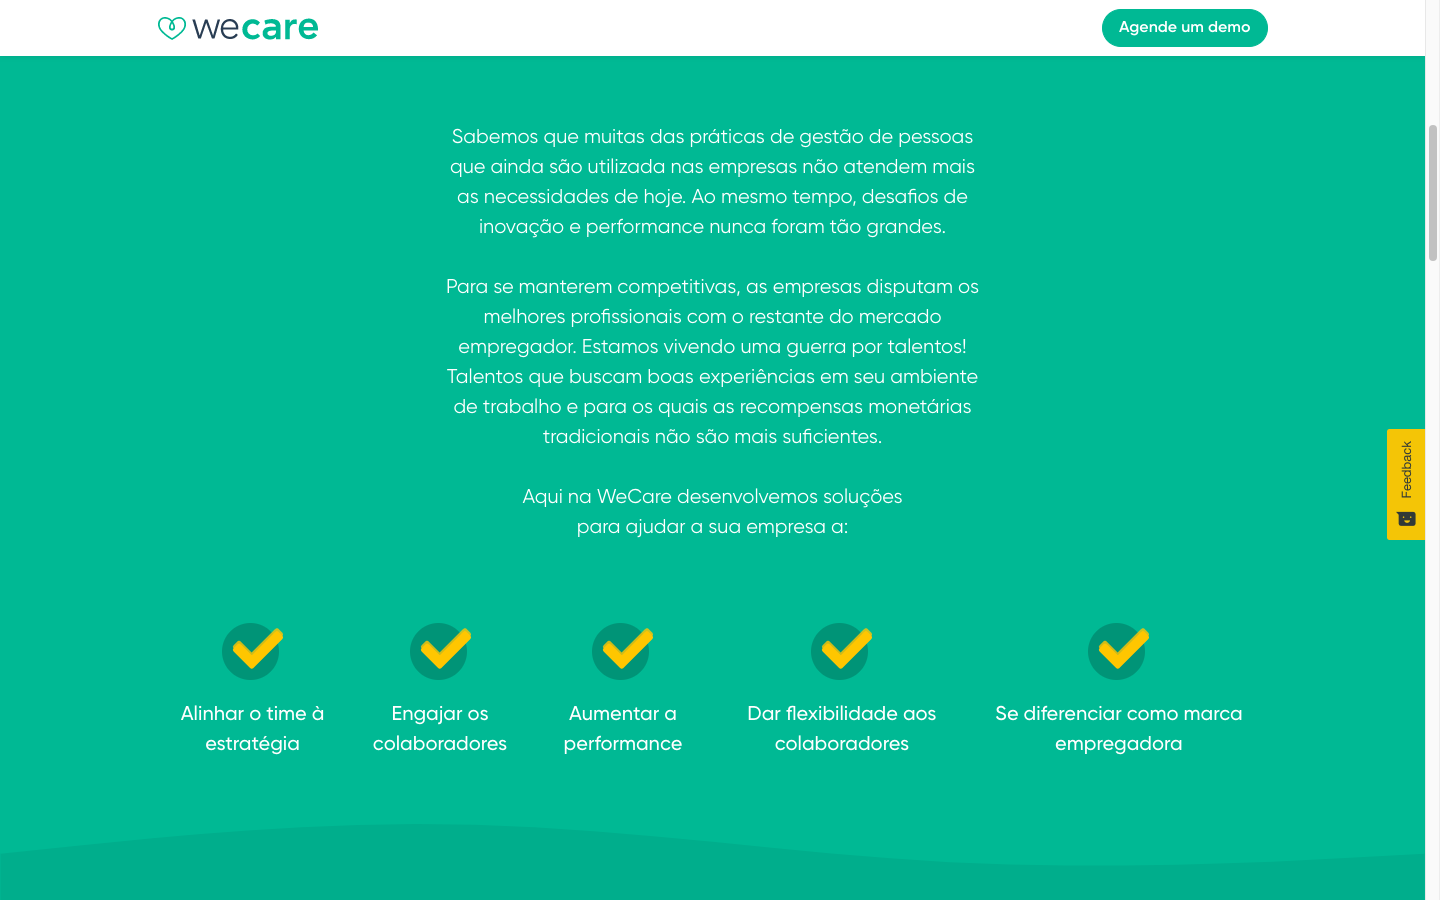 wecare
Agende um demo
Sabemos que muitas das práticas de gestão de pessoas
que ainda são utilizada nas empresas não atendem mais
as necessidades de hoje. Ao mesmo tempo, desafios de
inovação e performance nunca foram tão grandes.
Para se manterem competitivas, as empresas disputam os
melhores profissionais com o restante do mercado
empregador. Estamos vivendo uma guerra por talentos!
Talentos que buscam boas experiências em seu ambiente
de trabalho e para os quais as recompensas monetárias
tradicionais não são mais suficientes.
Aqui na WeCare desenvolvemos soluções
para ajudar a sua empresa a:
Feedback
Alinhar o time à
estratégia
Engajar os
colaboradores
Aumentar a
performance
Dar flexibilidade aos
colaboradores
Se diferenciar como marca
empregadora